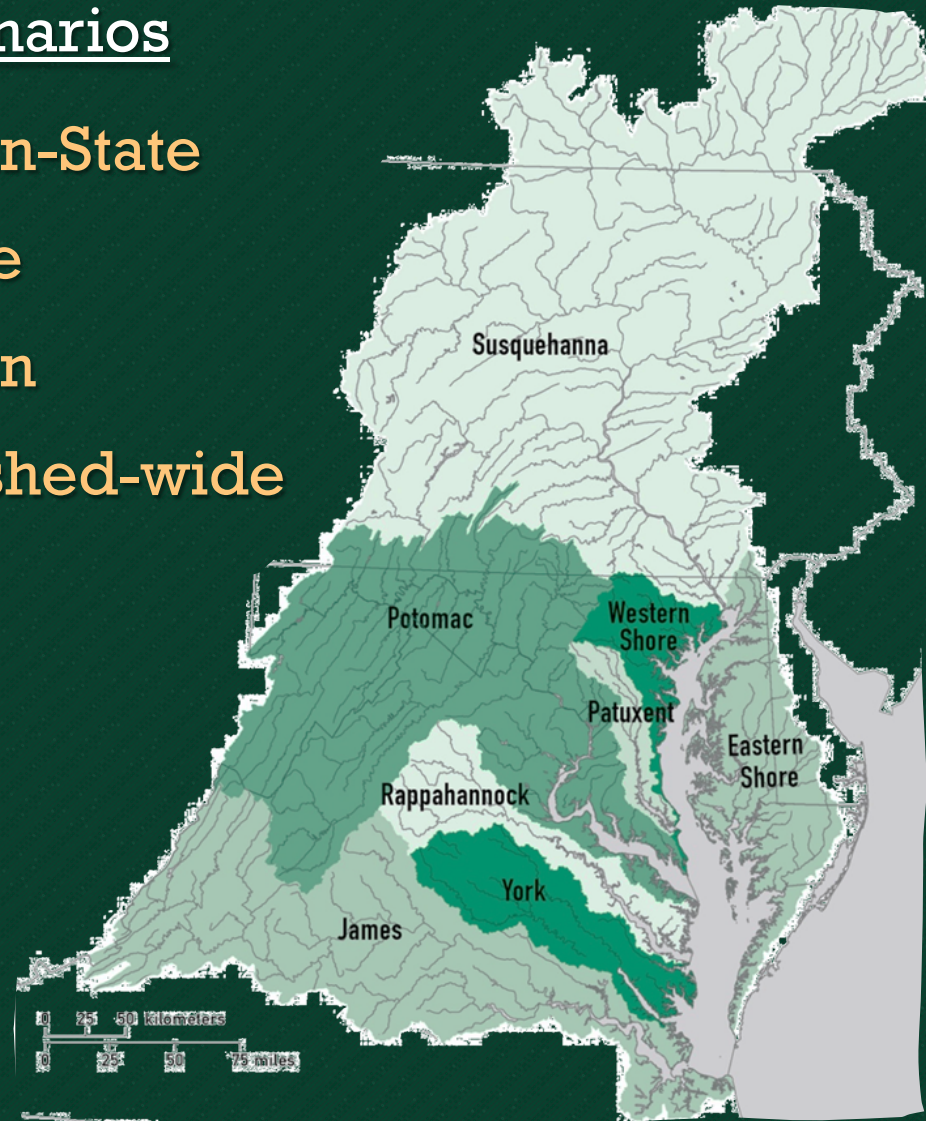 narios
n-State
e
n
shed-wide
Susquehanna
Potomac
Western
Shore
Patuxent
Eastern
Shore
Rappahannock
York
James
0 25 50 Kilometers
0 25 50 75 miles